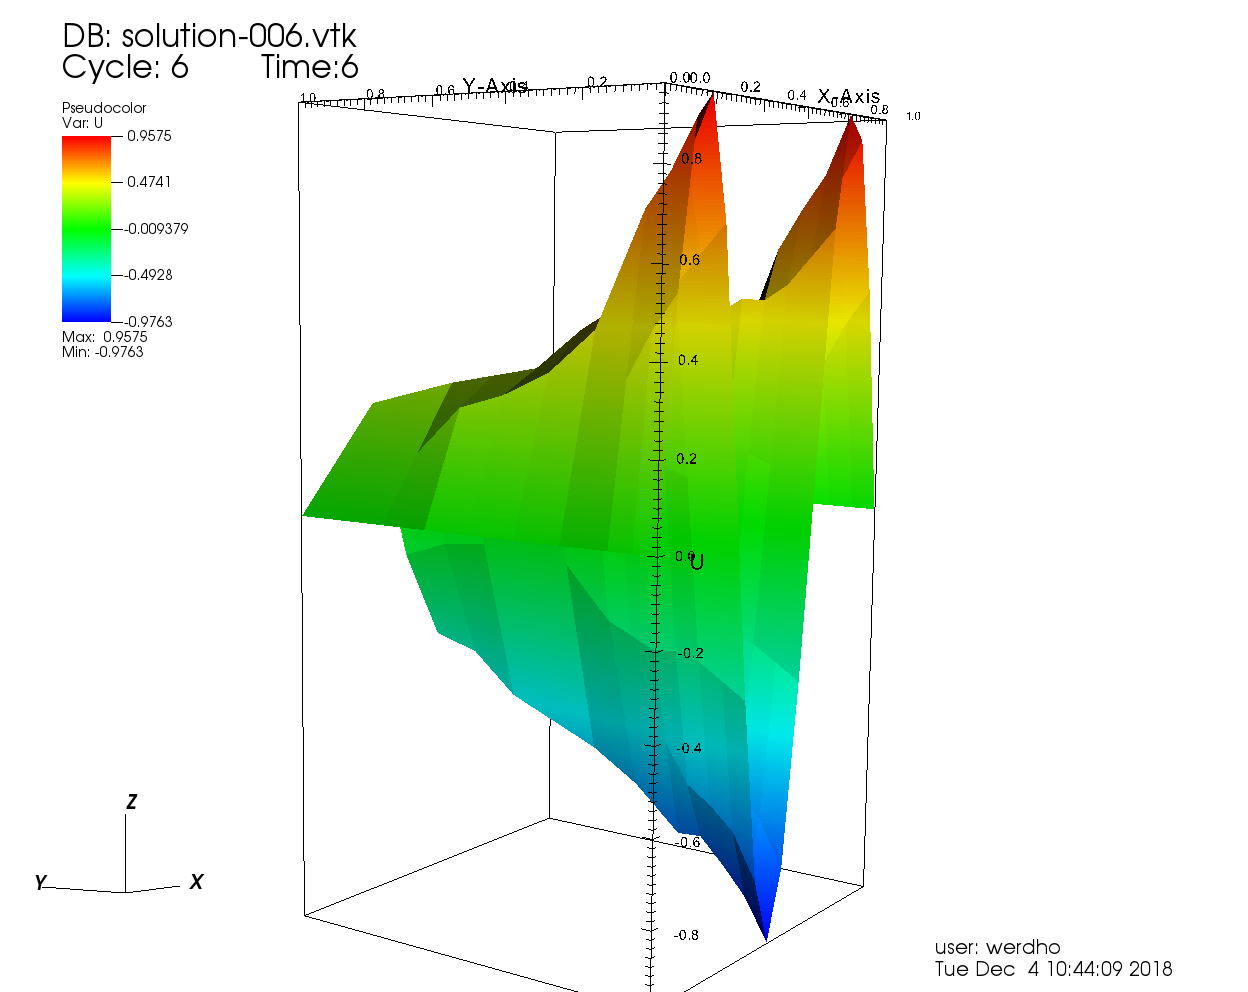 DB: solution-006.vtk
Cycle: 6 Time:6
Pseudocolor
Var: U
0.9575
0.4741
-0.009379
-0.4928
-0.9763
Max: 0.9575
Min: -0.9763
1.0 0.8 0.6 Y-Axis 0.4 0.2 0.0
0.0 0.2 0.4 X-Axis 0.6 0.8 1.0
0.8
0.6
0.4
0.2
0.0 U
-0.2
-0.4
-0.6
-0.8
Z
Y X
user: werdho
Tue Dec 4 10:44:09 2018